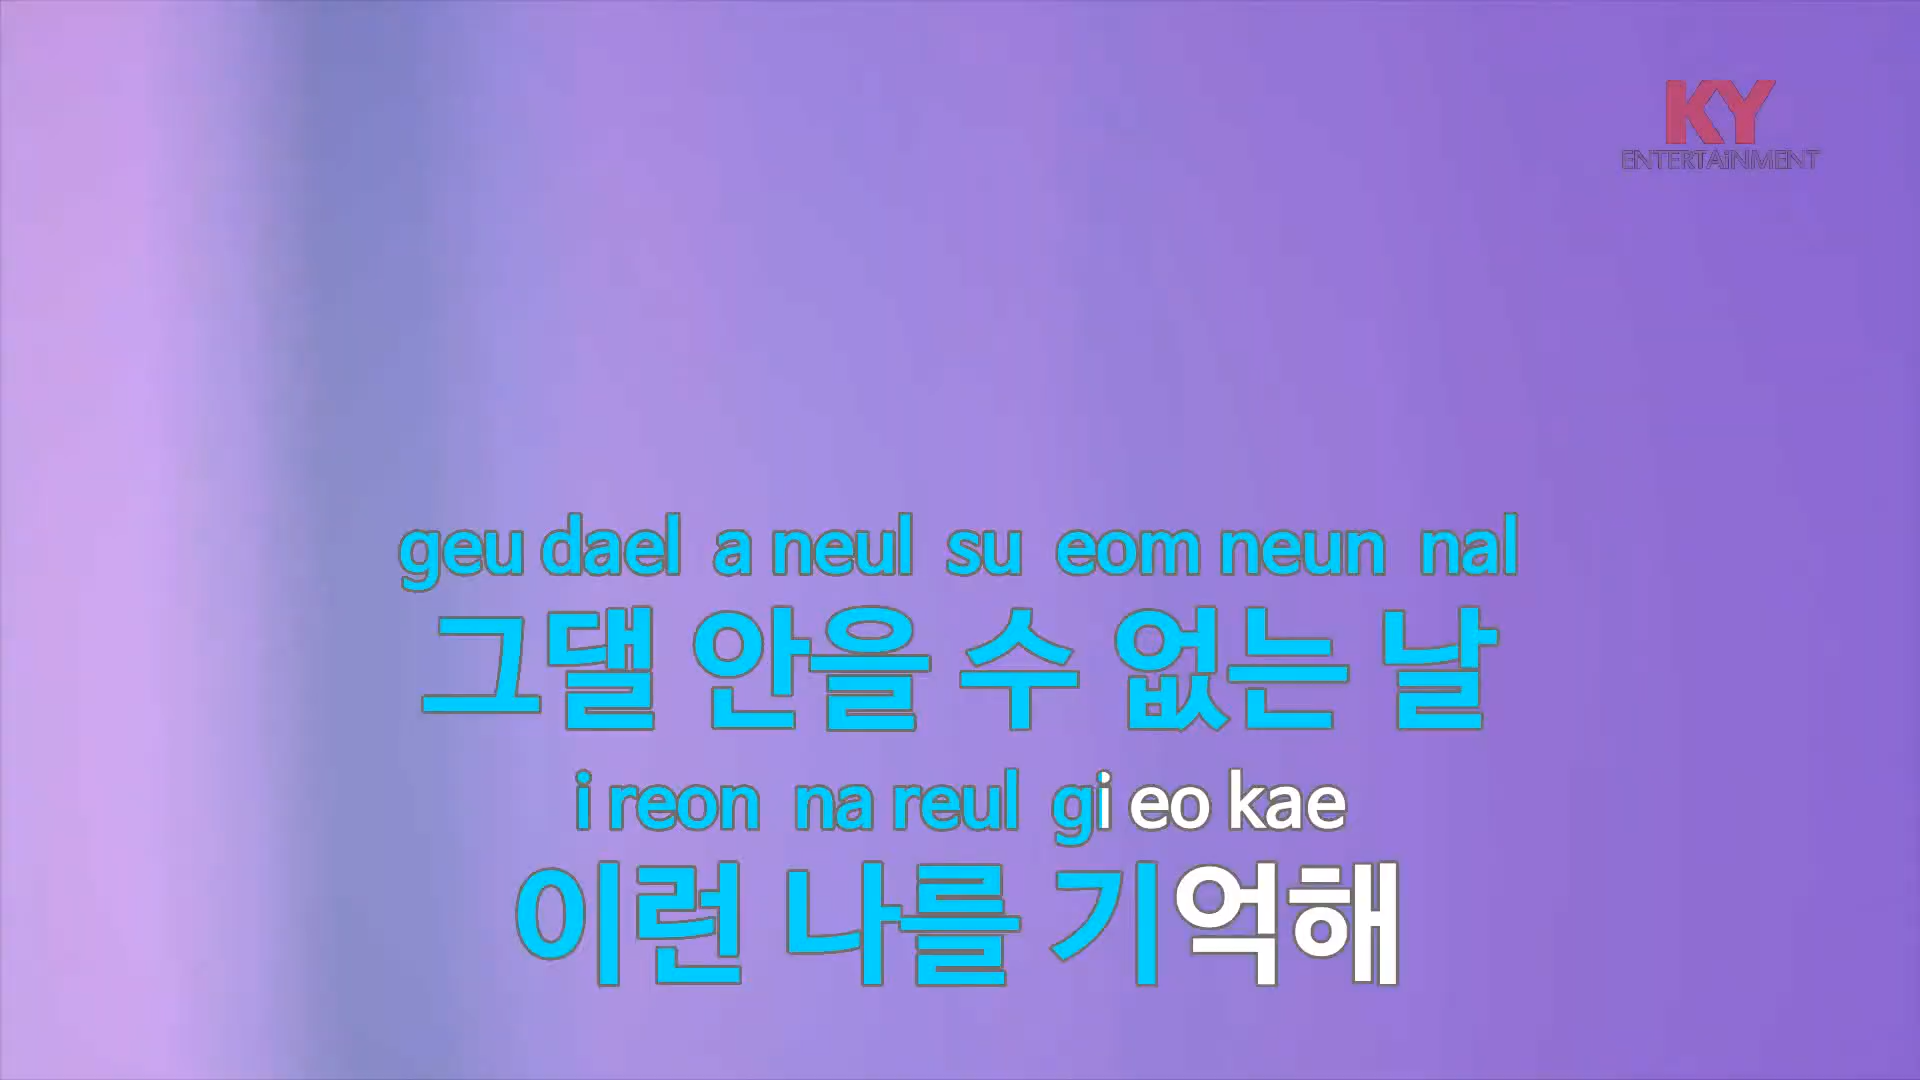 KY
ENTERTAiNMENT
geu dael a neul su eom neun nal
그댈 안을 수 없는 날
i reon na reul gi eo kae
이런 나를 기억해